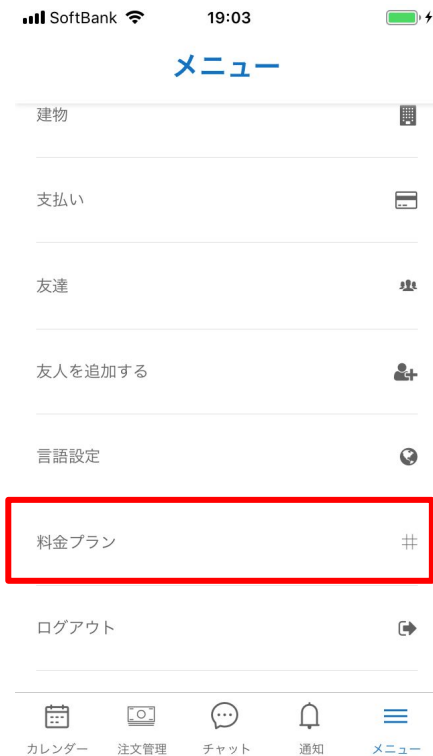 SoftBank 19:03
メニュー
建物
支払い
友達
友人を追加する
言語設定
料金プラン
ログアウト
カレンダー 注文管理 チャット 通知 メニュー